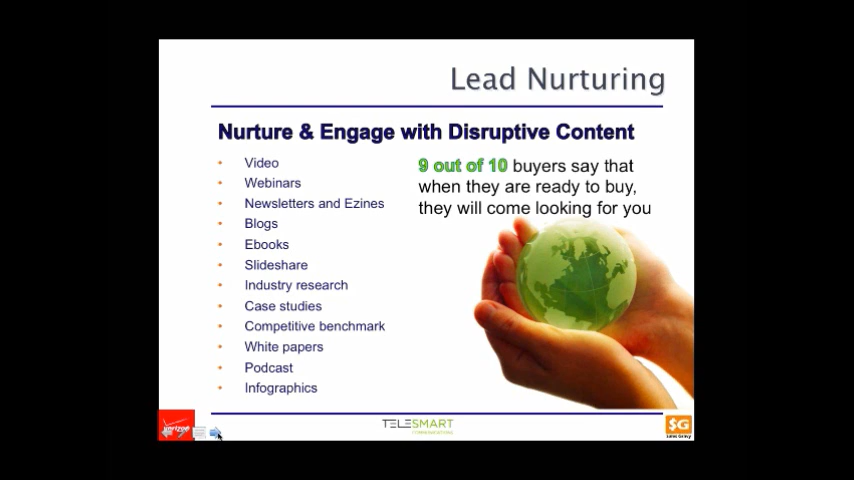 Lead Nurturing
Nurture & Engage with Disruptive Content
• Video
• Webinars
• Newsletters and Ezines
• Blogs
• Ebooks
• Slideshare
• Industry research
• Case studies
• Competitive benchmark
• White papers
• Podcast
• Infographics
9 out of 10 buyers say that
when they are ready to buy,
they will come looking for you
verizon
TELESMART
COMMUNICATIONS
$G